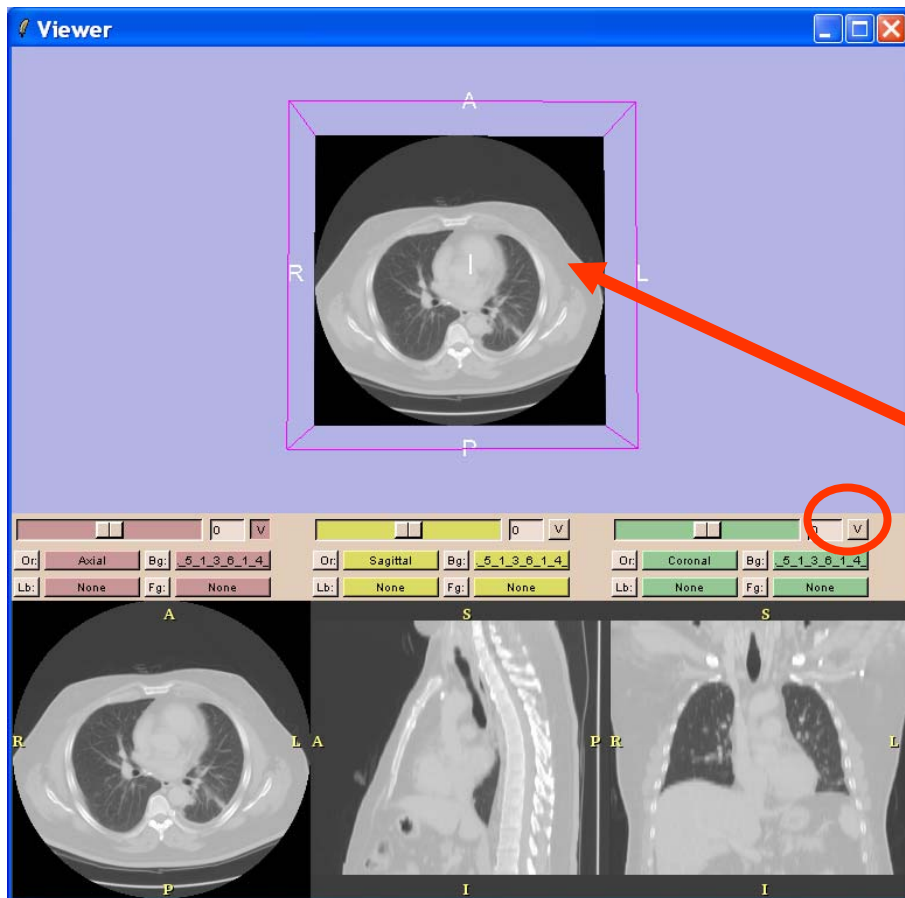 Viewer
A
I
R L
P
0 V 0 V 0 V
Or: Axial Bg: _5_1_3_6_1_4_ Or: Sagittal Bg: _5_1_3_6_1_4_ Or: Coronal Bg: _5_1_3_6_1_4_
Lb: None Fg: None Lb: None Fg: None Lb: None Fg: None
A S S
R L A P R L
P I I